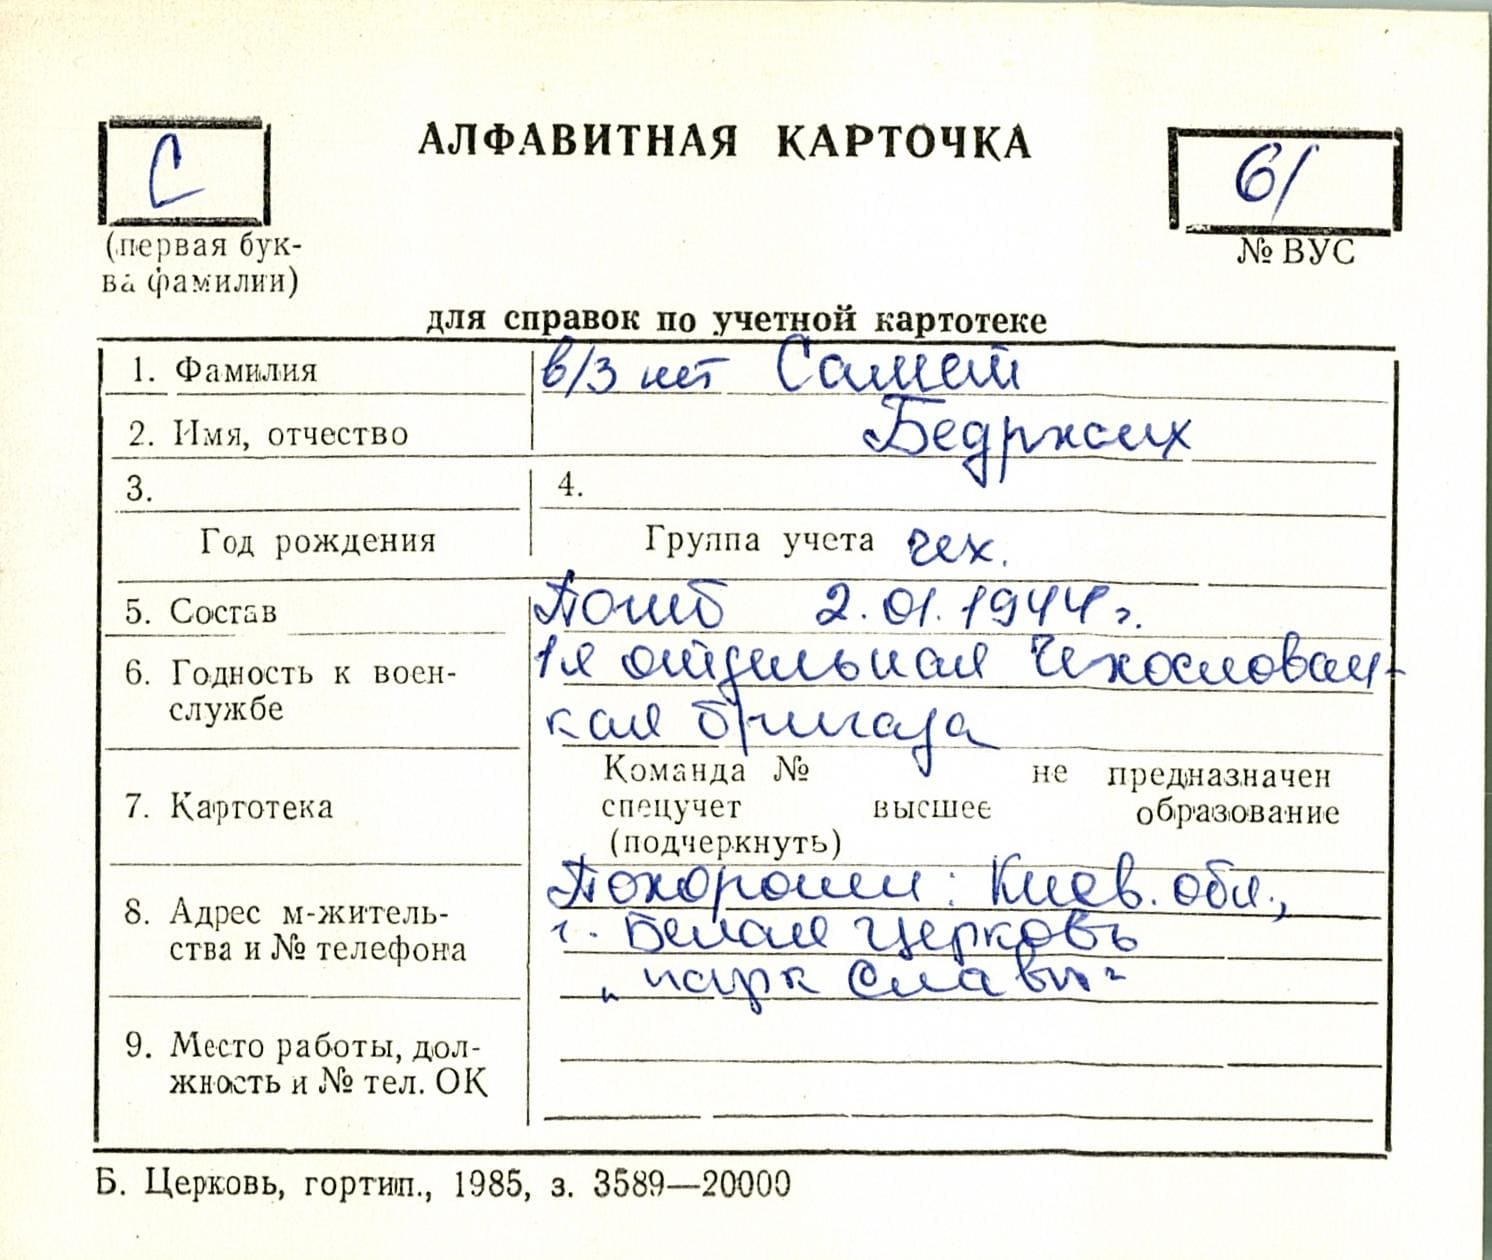 С
АЛФАВИТНАЯ КАРТОЧКА
б/
(первая бук-
ва фамилии)
№ ВУС
для справок по учетной картотеке
1. Фамилия в/з нет Самет
2. Имя, отчество Бедржих
3. 4.
Год рождения Группа учета чех.
5. Состав Погиб 2.01.1944 г.
6. Годность к воен- 1я отдельная Чехословац-
службе кая бригада
Команда № не предназначен
7. Картотека спецучет высшее образование
(подчеркнуть)
Похоронен: Киев. обл.,
8. Адрес м-житель- г. Белая Церковь
ства и № телефона "парк Славы"
9. Место работы, дол-
жность и № тел. ОК
Б. Церковь, гортип., 1985, з. 3589—20000